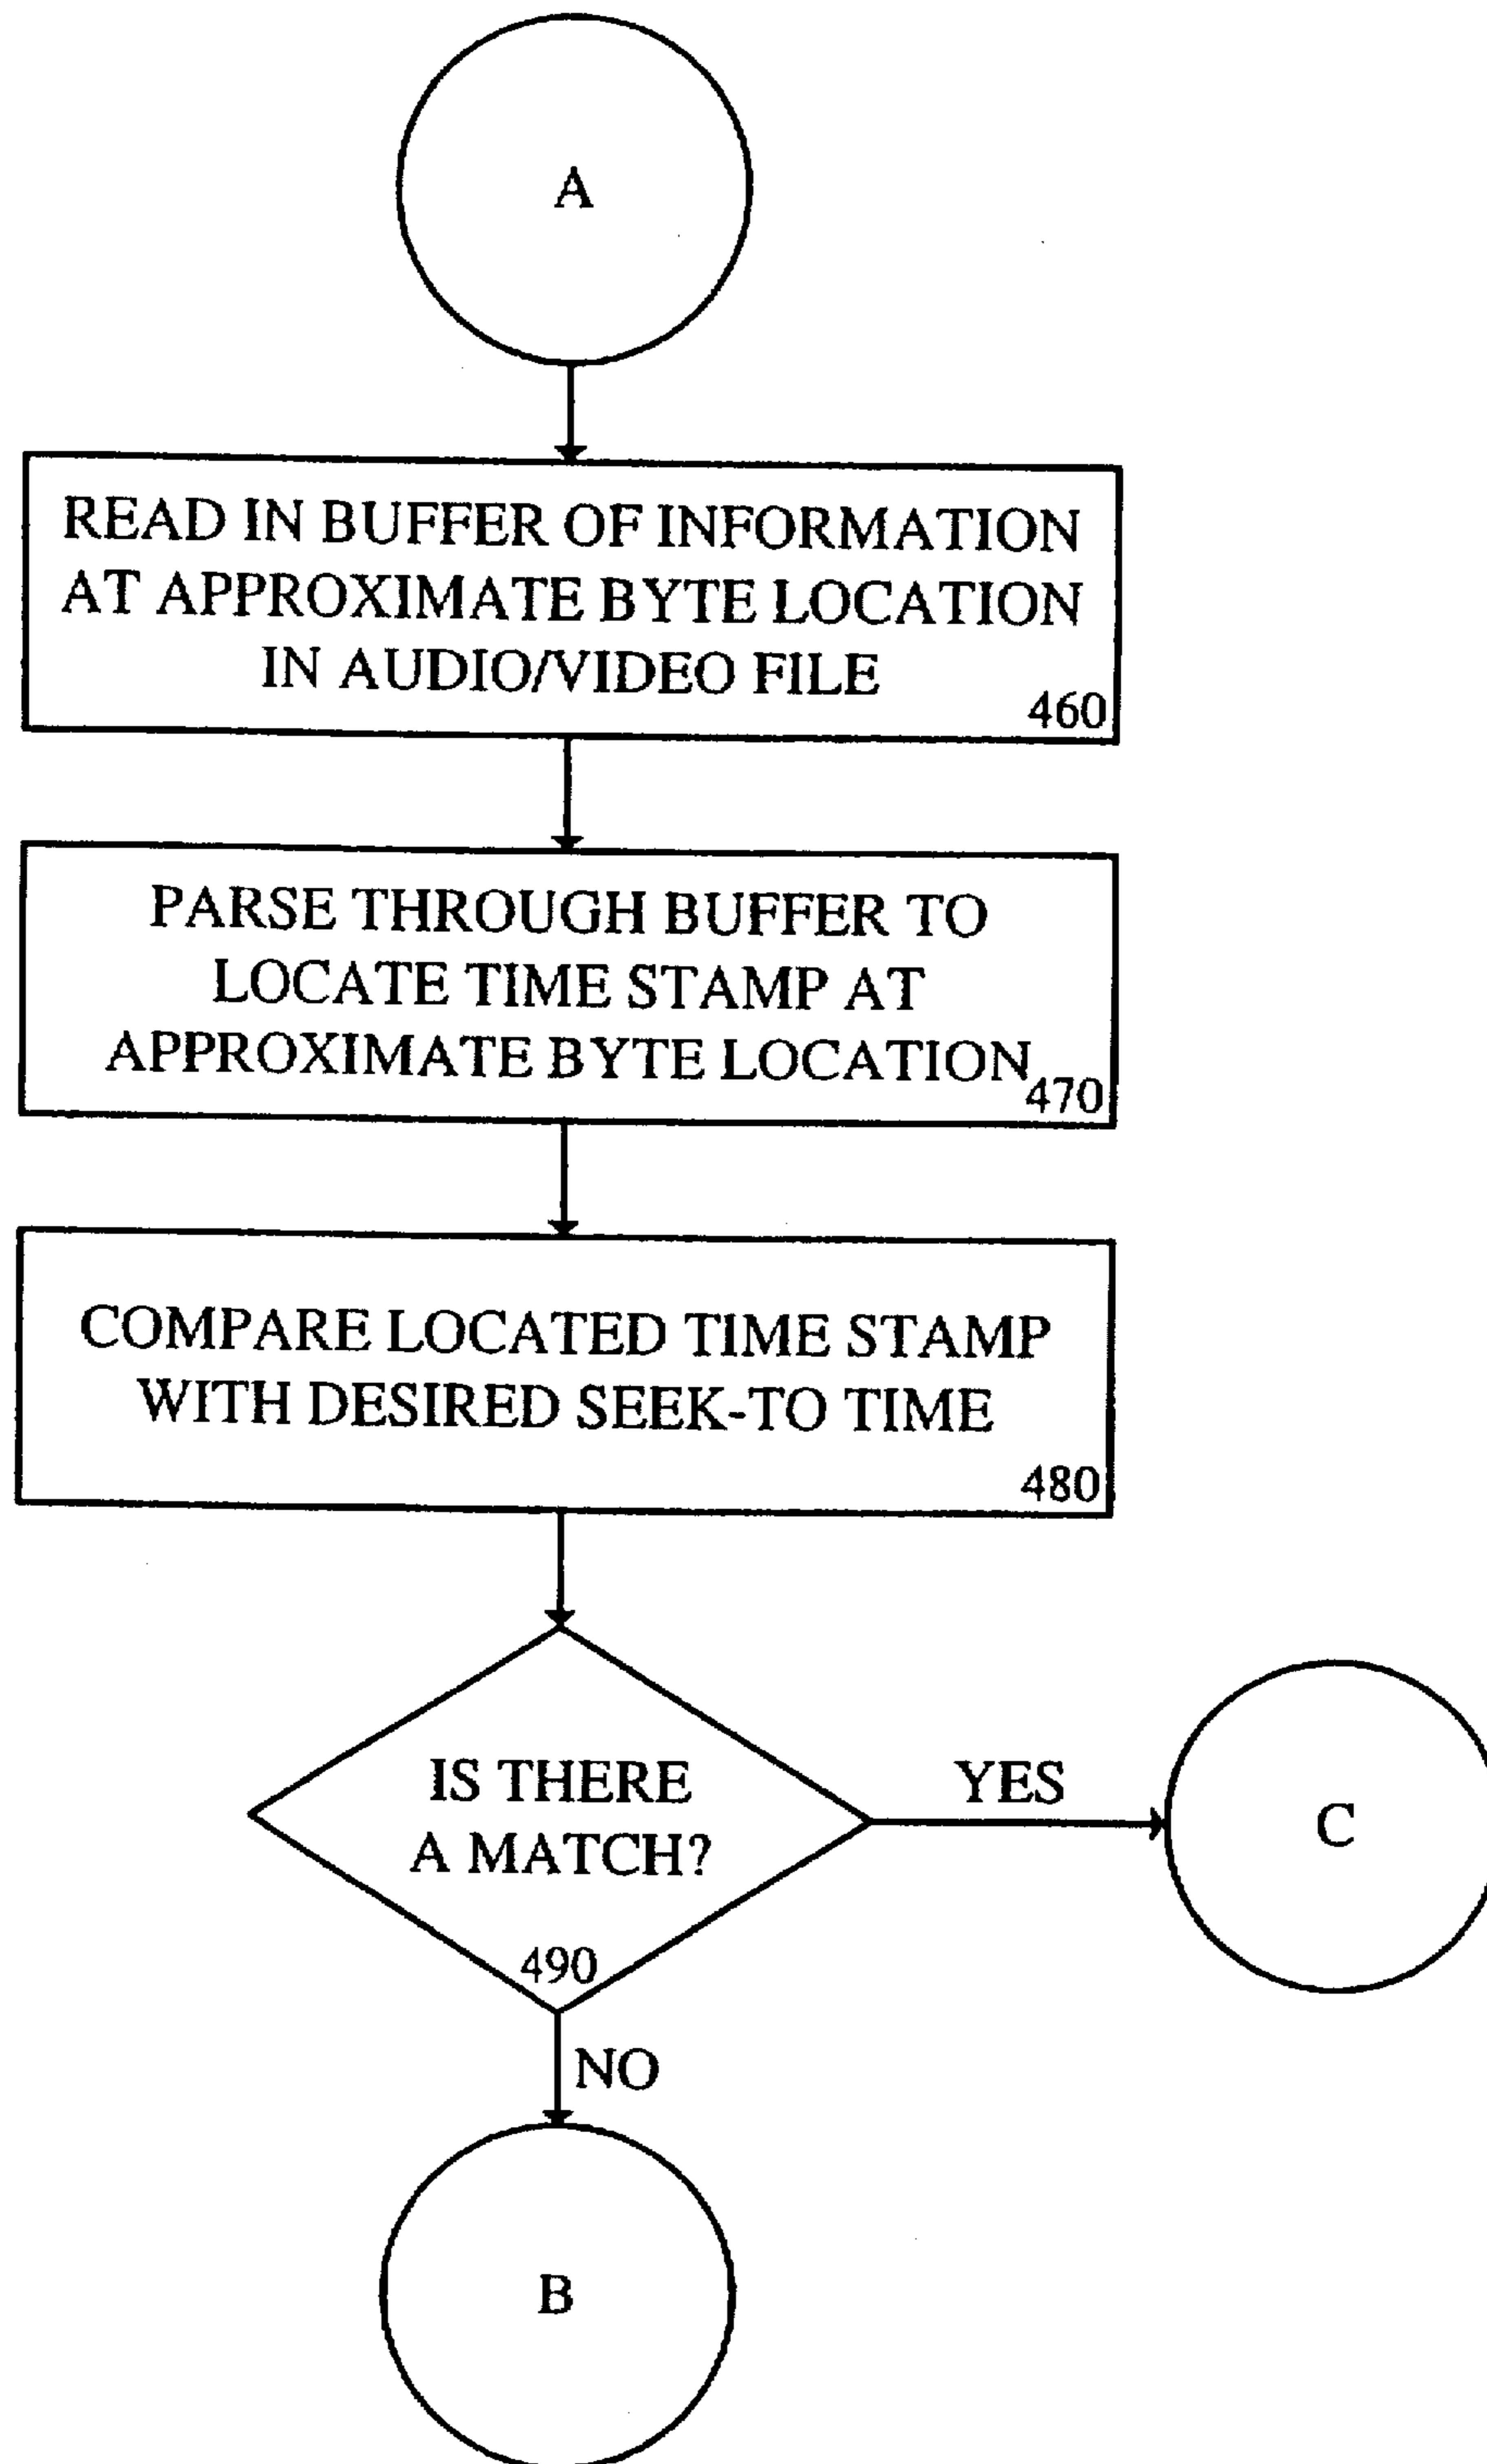 A
READ IN BUFFER OF INFORMATION
AT APPROXIMATE BYTE LOCATION
IN AUDIO/VIDEO FILE
460
PARSE THROUGH BUFFER TO
LOCATE TIME STAMP AT
APPROXIMATE BYTE LOCATION
470
COMPARE LOCATED TIME STAMP
WITH DESIRED SEEK-TO TIME
480
IS THERE
A MATCH?
490
YES
C
NO
B